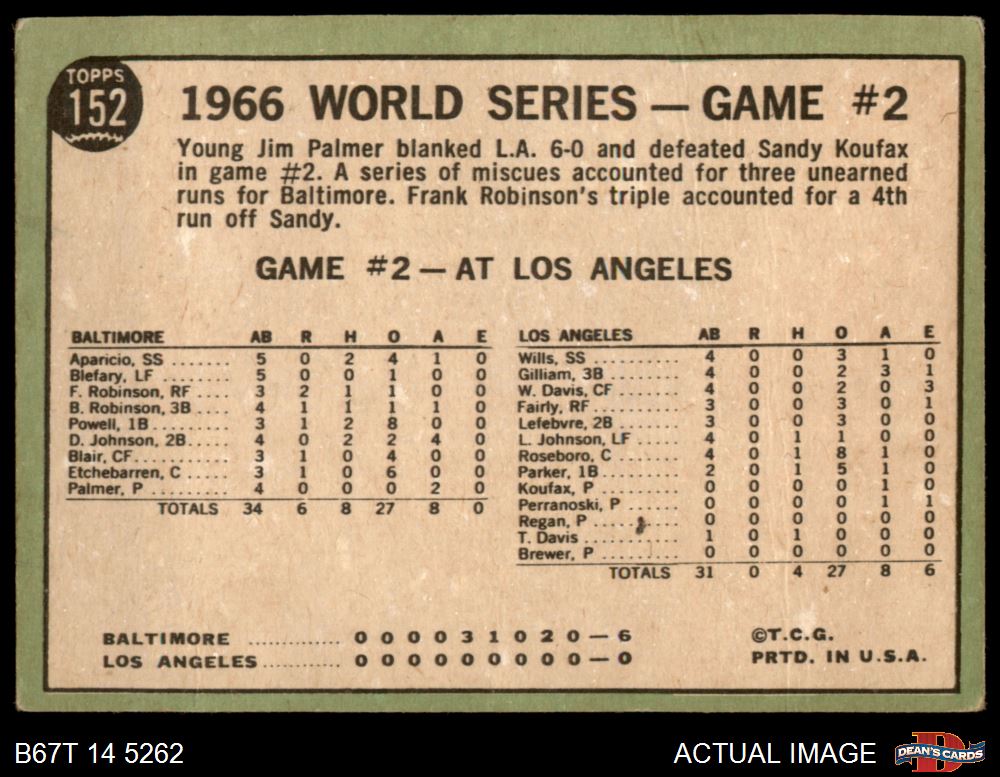 TOPPS
152
1966 WORLD SERIES — GAME #2
Young Jim Palmer blanked L.A. 6-0 and defeated Sandy Koufax
in game #2. A series of miscues accounted for three unearned
runs for Baltimore. Frank Robinson's triple accounted for a 4th
run off Sandy.
GAME #2 — AT LOS ANGELES
BALTIMORE AB R H O A E
Aparicio, SS ........ 5 0 2 4 1 0
Blefary, LF ......... 5 0 0 1 0 0
F. Robinson, RF .... 3 2 1 1 0 0
B. Robinson, 3B .... 4 1 1 1 1 0
Powell, 1B .......... 3 1 2 8 0 0
D. Johnson, 2B..... 4 0 2 2 4 0
Blair, CF............. 3 1 0 4 0 0
Etchebarren, C ...... 3 1 0 6 0 0
Palmer, P ......... 4 0 0 0 2 0
TOTALS 34 6 8 27 8 0
LOS ANGELES AB R H O A E
Wills, SS ............ 4 0 0 3 1 0
Gilliam, 3B ......... 4 0 0 2 3 1
W. Davis, CF ........ 4 0 0 2 0 3
Fairly, RF ........... 3 0 0 3 0 1
Lefebvre, 2B ........ 3 0 0 3 0 0
L. Johnson, LF ...... 4 0 1 1 0 0
Roseboro, C ........ 4 0 1 8 1 0
Parker, 1B .......... 2 0 1 5 1 0
Koufax, P ........... 0 0 0 0 1 0
Perranoski, P ...... 0 0 0 0 1 1
Regan, P ........... 0 0 0 0 0 0
T. Davis ............ 1 0 1 0 0 0
Brewer, P .......... 0 0 0 0 0 0
TOTALS 31 0 4 27 8 6
BALTIMORE .............. 0 0 0 0 3 1 0 2 0 — 6
LOS ANGELES ............ 0 0 0 0 0 0 0 0 0 — 0
©T.C.G.
PRTD. IN U.S.A.
B67T 14 5262
ACTUAL IMAGE
DEAN'S CARDS